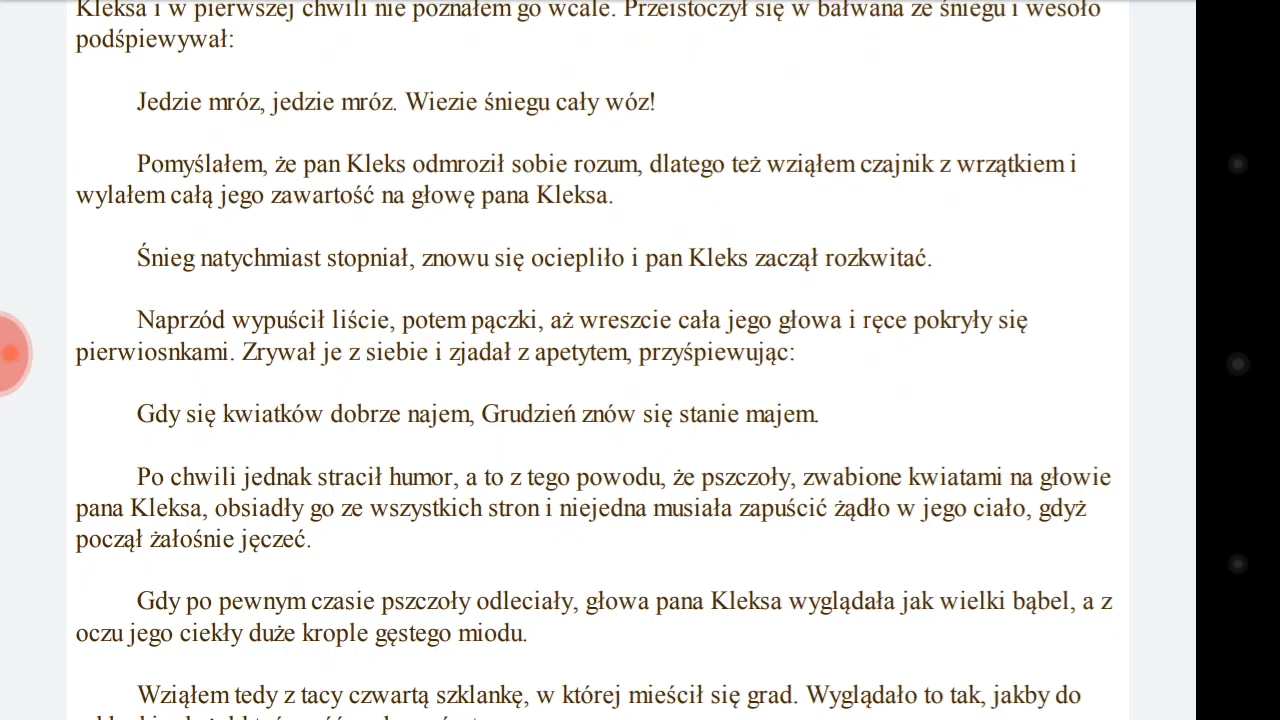 Kleksa i w pierwszej chwili nie poznałem go wcale. Przeistoczył się w bałwana ze śniegu i wesoło
podśpiewywał:
Jedzie mróz, jedzie mróz. Wiezie śniegu cały wóz!
Pomyślałem, że pan Kleks odmroził sobie rozum, dlatego też wziąłem czajnik z wrzątkiem i
wylałem całą jego zawartość na głowę pana Kleksa.
Śnieg natychmiast stopniał, znowu się ociepliło i pan Kleks zaczął rozkwitać.
Naprzód wypuścił liście, potem pączki, aż wreszcie cała jego głowa i ręce pokryły się
pierwiosnkami. Zrywał je z siebie i zjadał z apetytem, przyśpiewując:
Gdy się kwiatków dobrze najem, Grudzień znów się stanie majem.
Po chwili jednak stracił humor, a to z tego powodu, że pszczoły, zwabione kwiatami na głowie
pana Kleksa, obsiadły go ze wszystkich stron i niejedna musiała zapuścić żądło w jego ciało, gdyż
począł żałośnie jęczeć.
Gdy po pewnym czasie pszczoły odleciały, głowa pana Kleksa wyglądała jak wielki bąbel, a z
oczu jego ciekły duże krople gęstego miodu.
Wziąłem tedy z tacy czwartą szklankę, w której mieścił się grad. Wyglądało to tak, jakby do